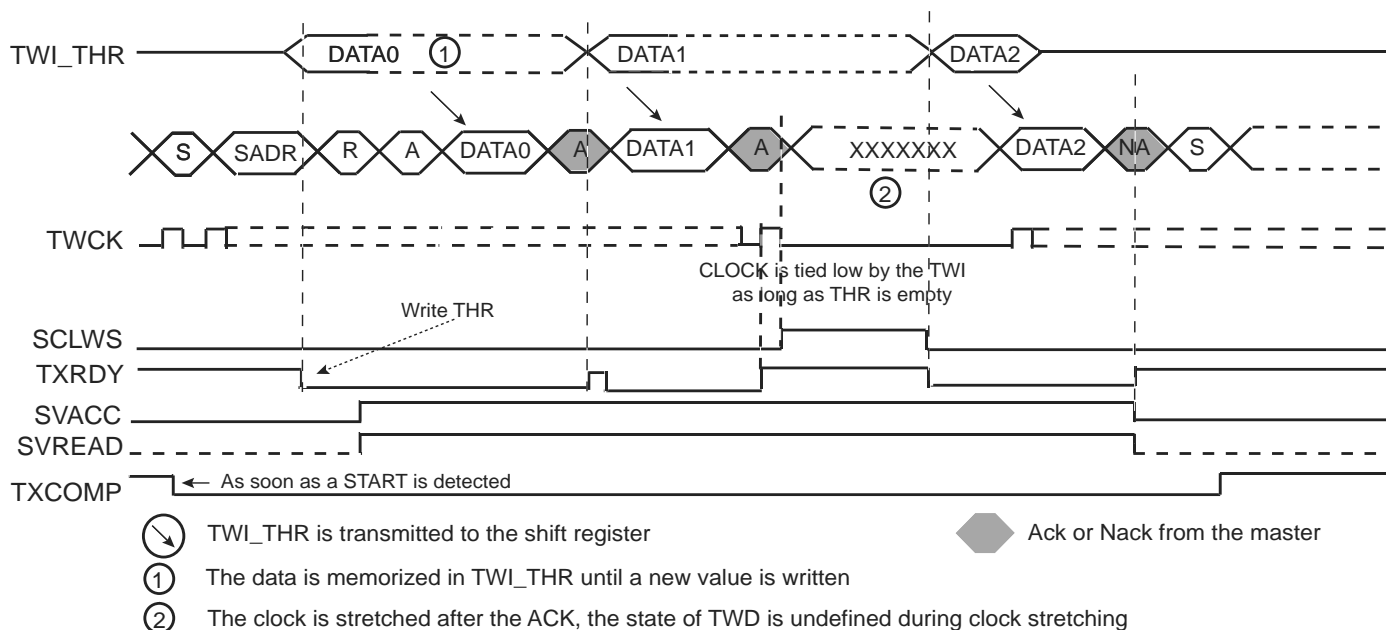 TWI_THR DATA0 1 DATA1 DATA2
S SADR R A DATA0 A DATA1 A XXXXXXX DATA2 NA S
2
TWCK
CLOCK is tied low by the TWI
as long as THR is empty
Write THR
SCLWS
TXRDY
SVACC
SVREAD
TXCOMP As soon as a START is detected
TWI_THR is transmitted to the shift register Ack or Nack from the master
1 The data is memorized in TWI_THR until a new value is written
2 The clock is stretched after the ACK, the state of TWD is undefined during clock stretching